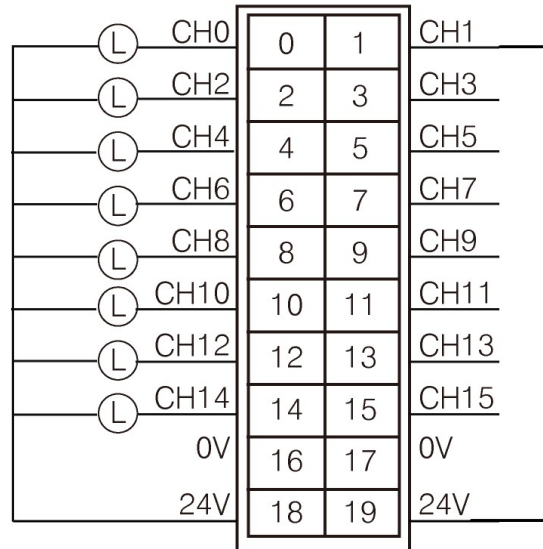 L CH0 0 1 CH1
L CH2 2 3 CH3
L CH4 4 5 CH5
L CH6 6 7 CH7
L CH8 8 9 CH9
L CH10 10 11 CH11
L CH12 12 13 CH13
L CH14 14 15 CH15
0V 16 17 0V
24V 18 19 24V